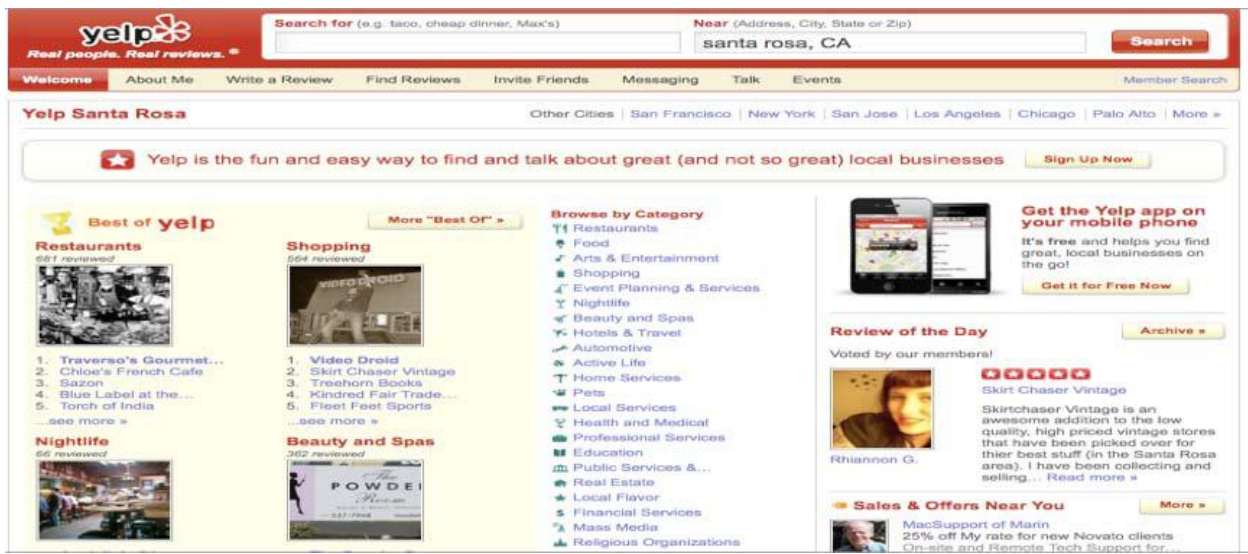 yelp
Real people. Real reviews. ®
Search for (e.g. taco, cheap dinner, Max's)
Near (Address, City, State or Zip)
santa rosa, CA
Search
Welcome
About Me
Write a Review
Find Reviews
Invite Friends
Messaging
Talk
Events
Member Search
Yelp Santa Rosa
Other Cities | San Francisco | New York | San Jose | Los Angeles | Chicago | Palo Alto | More »
Yelp is the fun and easy way to find and talk about great (and not so great) local businesses
Sign Up Now
Best of yelp
More "Best Of" »
Restaurants
681 reviewed
1. Traverso's Gourmet...
2. Chloe's French Cafe
3. Sazon
4. Blue Label at the...
5. Torch of India
...see more »
Shopping
564 reviewed
VIDEO DROID
1. Video Droid
2. Skirt Chaser Vintage
3. Treehorn Books
4. Kindred Fair Trade...
5. Fleet Feet Sports
...see more »
Nightlife
66 reviewed
Beauty and Spas
362 reviewed
The
POWDE
Room
Browse by Category
Restaurants
Food
Arts & Entertainment
Shopping
Event Planning & Services
Nightlife
Beauty and Spas
Hotels & Travel
Automotive
Active Life
Home Services
Pets
Local Services
Health and Medical
Professional Services
Education
Public Services &...
Real Estate
Local Flavor
Financial Services
Mass Media
Religious Organizations
Get the Yelp app on
your mobile phone
It's free and helps you find
great, local businesses on
the go!
Get it for Free Now
Review of the Day
Archive »
Voted by our members!
Rhiannon G.
Skirt Chaser Vintage
Skirtchaser Vintage is an
awesome addition to the low
quality, high priced vintage stores
that have been picked over for
thier best stuff (in the Santa Rosa
area). I have been collecting and
selling... Read more »
Sales & Offers Near You
More »
MacSupport of Marin
25% off My rate for new Novato clients
On-site and Remote Tech Support for...